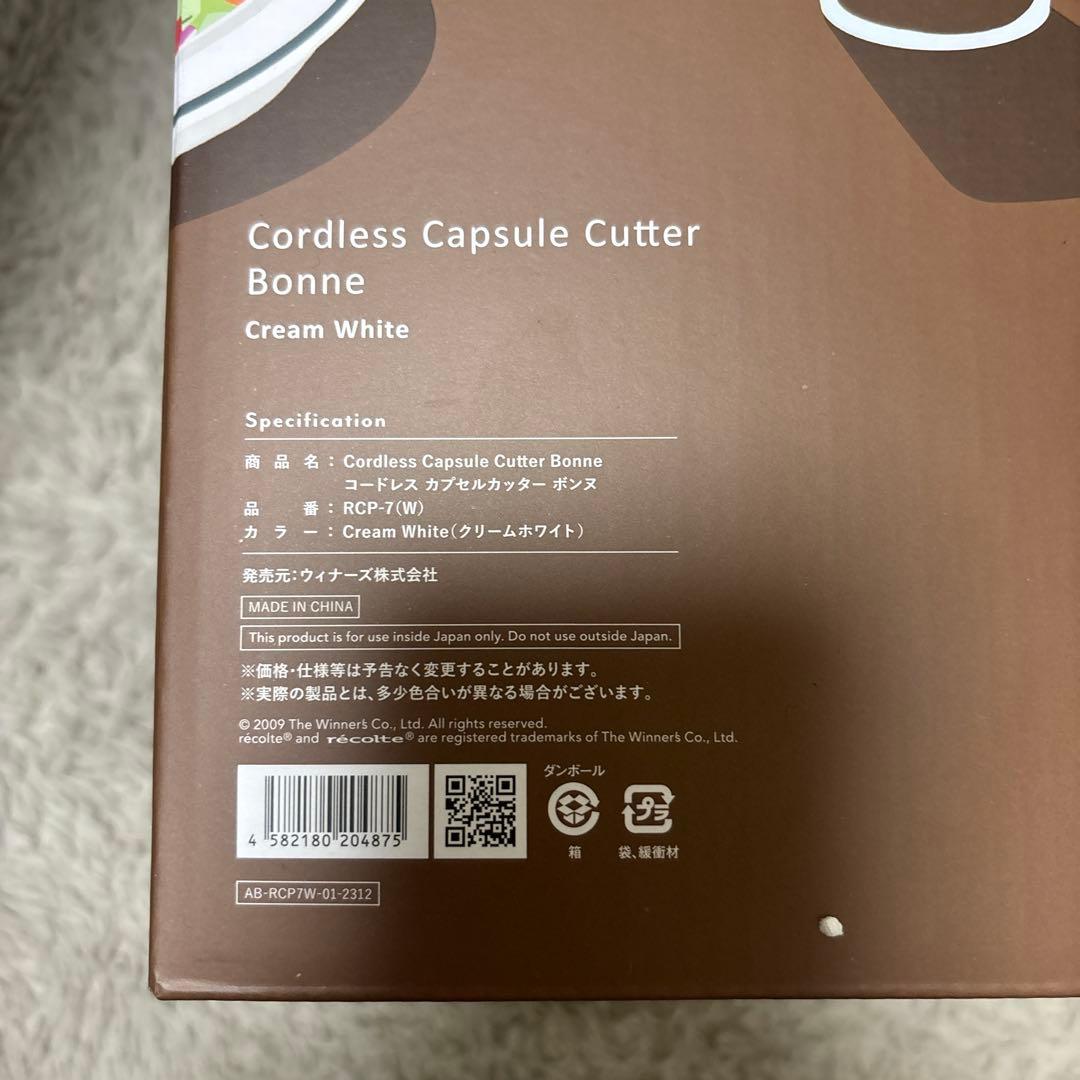 Cordless Capsule Cutter
Bonne
Cream White
Specification
商品名：Cordless Capsule Cutter Bonne
コードレス カプセルカッター ボンヌ
品番：RCP-7(W)
カラー：Cream White(クリームホワイト)
発売元：ウィナーズ株式会社
MADE IN CHINA
This product is for use inside Japan only. Do not use outside Japan.
※価格・仕様等は予告なく変更することがあります。
※実際の製品とは、多少色合いが異なる場合がございます。
© 2009 The Winner's Co., Ltd. All rights reserved.
récolte® and récolte® are registered trademarks of The Winner's Co., Ltd.
ダンボール
プラ
箱
袋、緩衝材
4 582180 204875
AB-RCP7W-01-2312